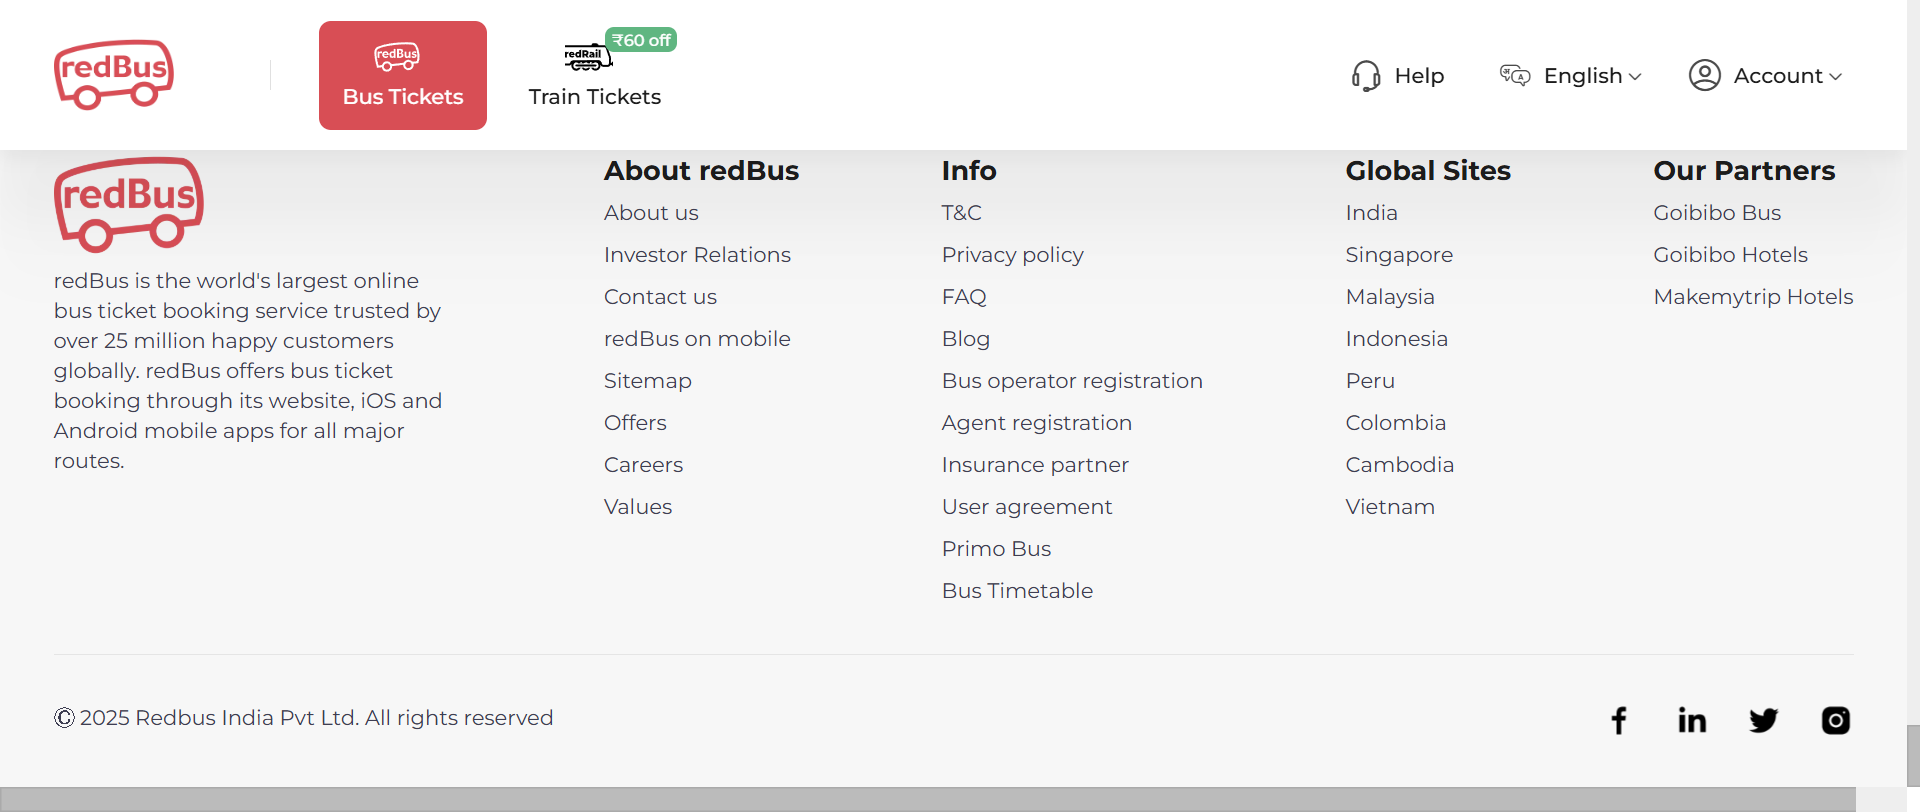 redBus
redBus
Bus Tickets
redRail
₹60 off
Train Tickets
Help
English
Account
redBus
redBus is the world's largest online
bus ticket booking service trusted by
over 25 million happy customers
globally. redBus offers bus ticket
booking through its website, iOS and
Android mobile apps for all major
routes.
About redBus
About us
Investor Relations
Contact us
redBus on mobile
Sitemap
Offers
Careers
Values
Info
T&C
Privacy policy
FAQ
Blog
Bus operator registration
Agent registration
Insurance partner
User agreement
Primo Bus
Bus Timetable
Global Sites
India
Singapore
Malaysia
Indonesia
Peru
Colombia
Cambodia
Vietnam
Our Partners
Goibibo Bus
Goibibo Hotels
Makemytrip Hotels
© 2025 Redbus India Pvt Ltd. All rights reserved